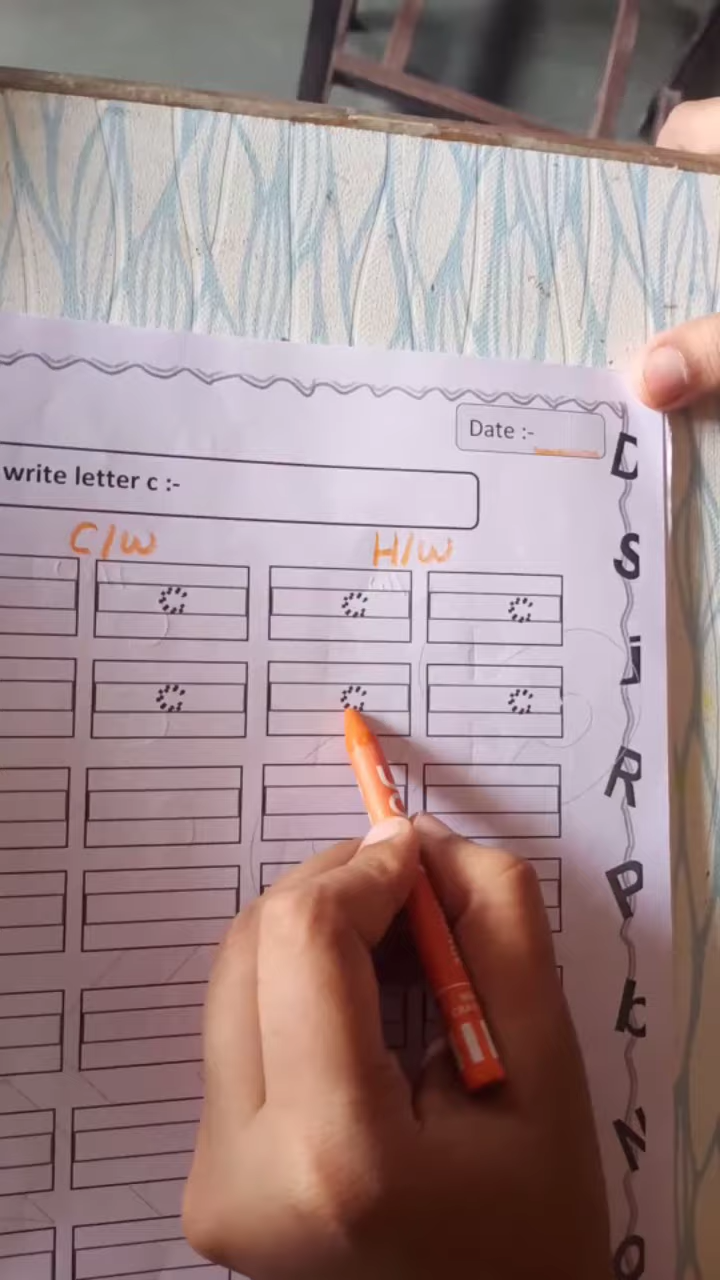 Date :-
write letter c :-
C/W H/W
c c c
c c c
D
S
R
P